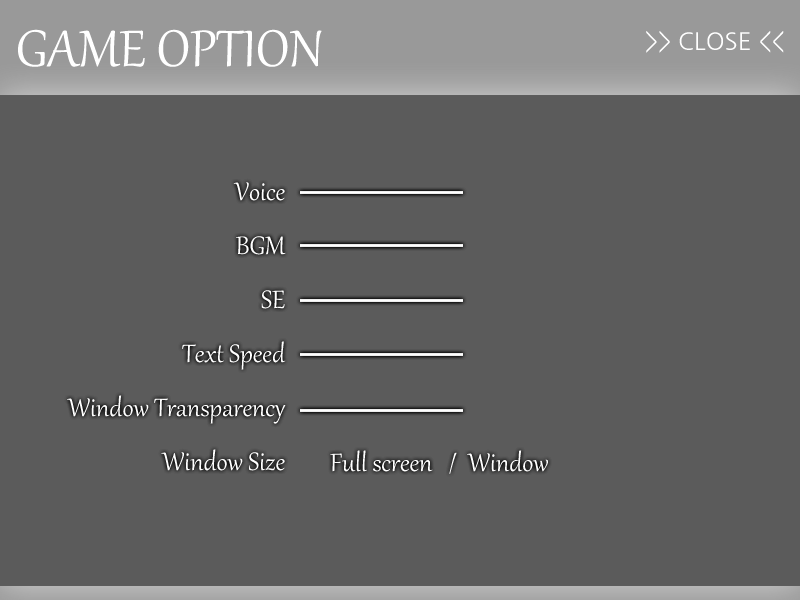 GAME OPTION
>> CLOSE <<
Voice
BGM
SE
Text Speed
Window Transparency
Window Size Full screen / Window